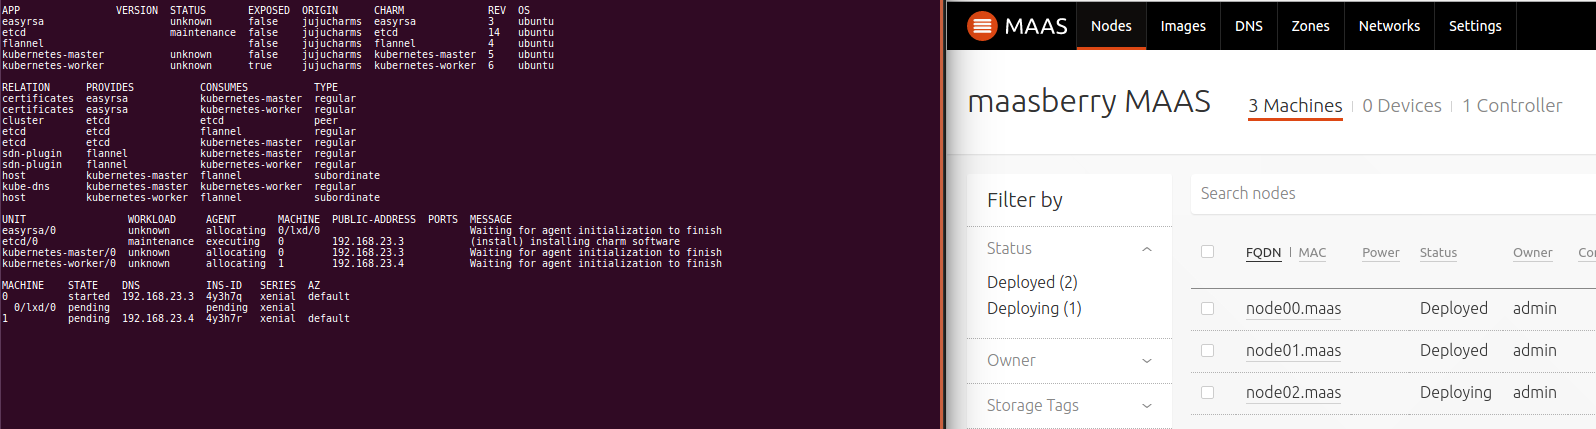 APP VERSION STATUS EXPOSED ORIGIN CHARM REV OS
easyrsa unknown false jujucharms easyrsa 3 ubuntu
etcd maintenance false jujucharms etcd 14 ubuntu
flannel false jujucharms flannel 4 ubuntu
kubernetes-master unknown false jujucharms kubernetes-master 5 ubuntu
kubernetes-worker unknown true jujucharms kubernetes-worker 6 ubuntu
RELATION PROVIDES CONSUMES TYPE
certificates easyrsa kubernetes-master regular
certificates easyrsa kubernetes-worker regular
cluster etcd etcd peer
etcd etcd flannel regular
etcd etcd kubernetes-master regular
sdn-plugin flannel kubernetes-master regular
sdn-plugin flannel kubernetes-worker regular
host kubernetes-master flannel subordinate
kube-dns kubernetes-master kubernetes-worker regular
host kubernetes-worker flannel subordinate
UNIT WORKLOAD AGENT MACHINE PUBLIC-ADDRESS PORTS MESSAGE
easyrsa/0 unknown allocating 0/lxd/0 Waiting for agent initialization to finish
etcd/0 maintenance executing 0 192.168.23.3 (install) installing charm software
kubernetes-master/0 unknown allocating 0 192.168.23.3 Waiting for agent initialization to finish
kubernetes-worker/0 unknown allocating 1 192.168.23.4 Waiting for agent initialization to finish
MACHINE STATE DNS INS-ID SERIES AZ
0 started 192.168.23.3 4y3h7q xenial default
0/lxd/0 pending pending xenial
1 pending 192.168.23.4 4y3h7r xenial default
MAAS Nodes Images DNS Zones Networks Settings
maasberry MAAS 3 Machines 0 Devices 1 Controller
Filter by
Status
Deployed (2)
Deploying (1)
Owner
Storage Tags
Search nodes
FQDN | MAC Power Status Owner Co
node00.maas Deployed admin
node01.maas Deployed admin
node02.maas Deploying admin